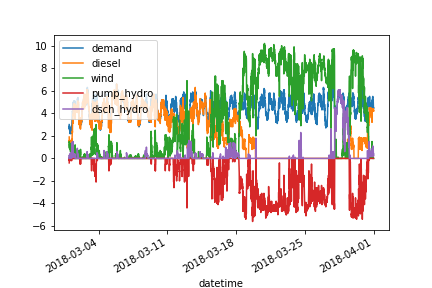 demand
diesel
wind
pump_hydro
dsch_hydro
10
8
6
4
2
0
−2
−4
−6
2018-03-04
2018-03-11
2018-03-18
2018-03-25
2018-04-01
datetime